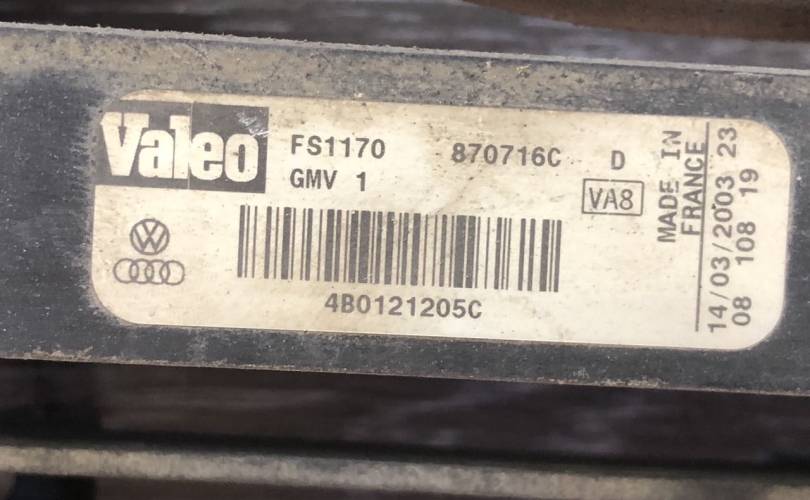 Valeo
FS1170 870716C D
GMV 1 VA8
4B0121205C
MADE IN
FRANCE
14/03/2003 23
08 108 19